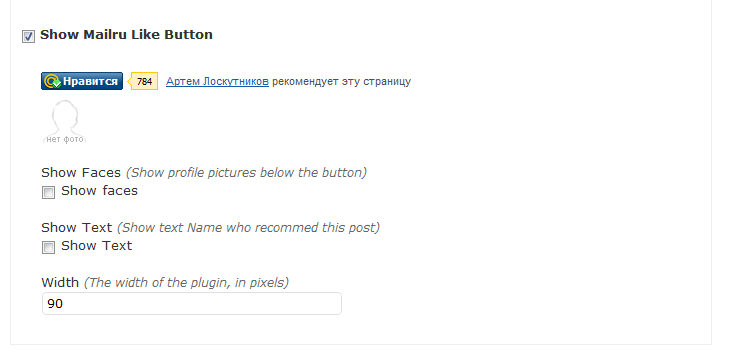 Show Mailru Like Button
Нравится 784 Артем Лоскутников рекомендует эту страницу
нет фото
Show Faces (Show profile pictures below the button)
Show faces
Show Text (Show text Name who recommed this post)
Show Text
Width (The width of the plugin, in pixels)
90